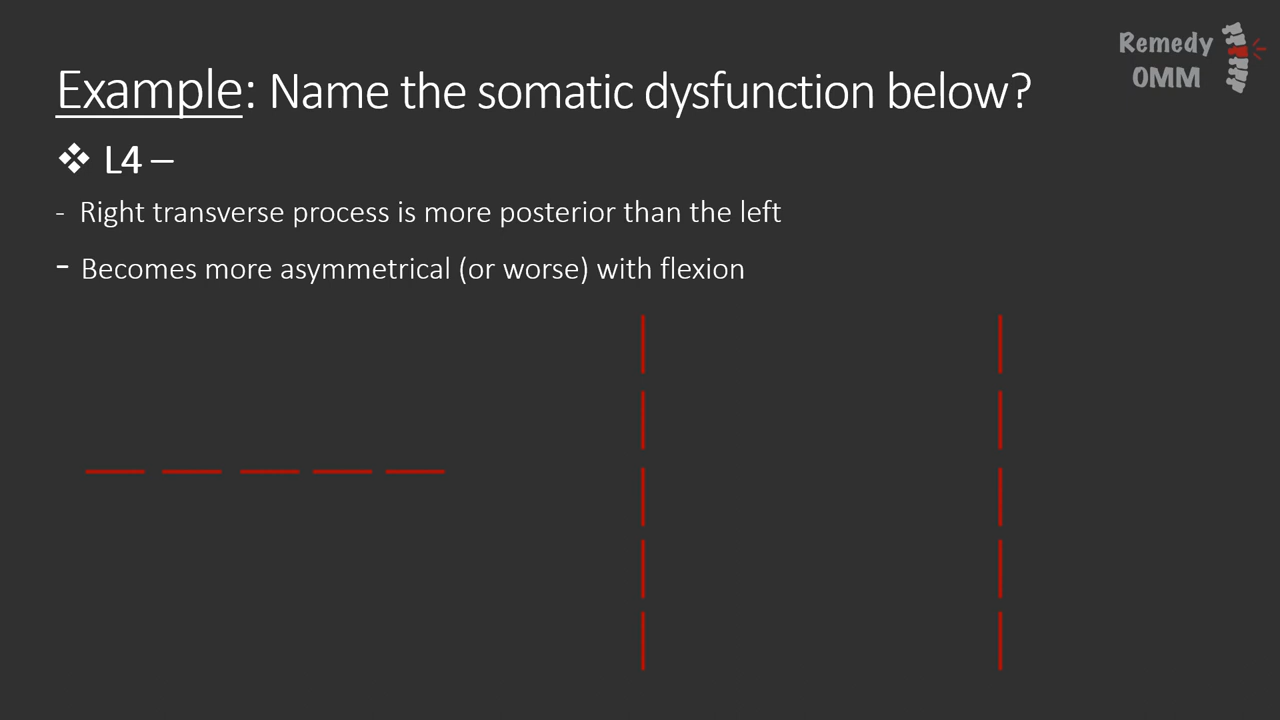 Remedy
OMM
Example: Name the somatic dysfunction below?
❖ L4 –
- Right transverse process is more posterior than the left
- Becomes more asymmetrical (or worse) with flexion